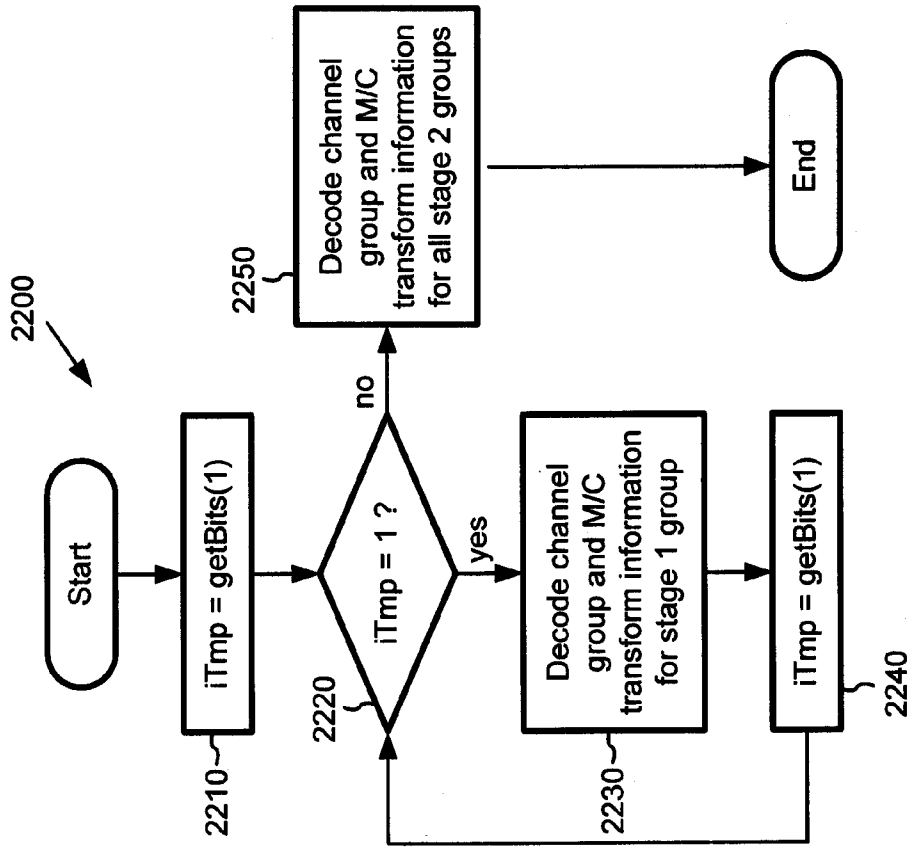 2200
Start
2210
iTmp = getBits(1)
2220
iTmp = 1 ?
no
yes
2250
Decode channel
group and M/C
transform information
for all stage 2 groups
2230
Decode channel
group and M/C
transform information
for stage 1 group
2240
iTmp = getBits(1)
End